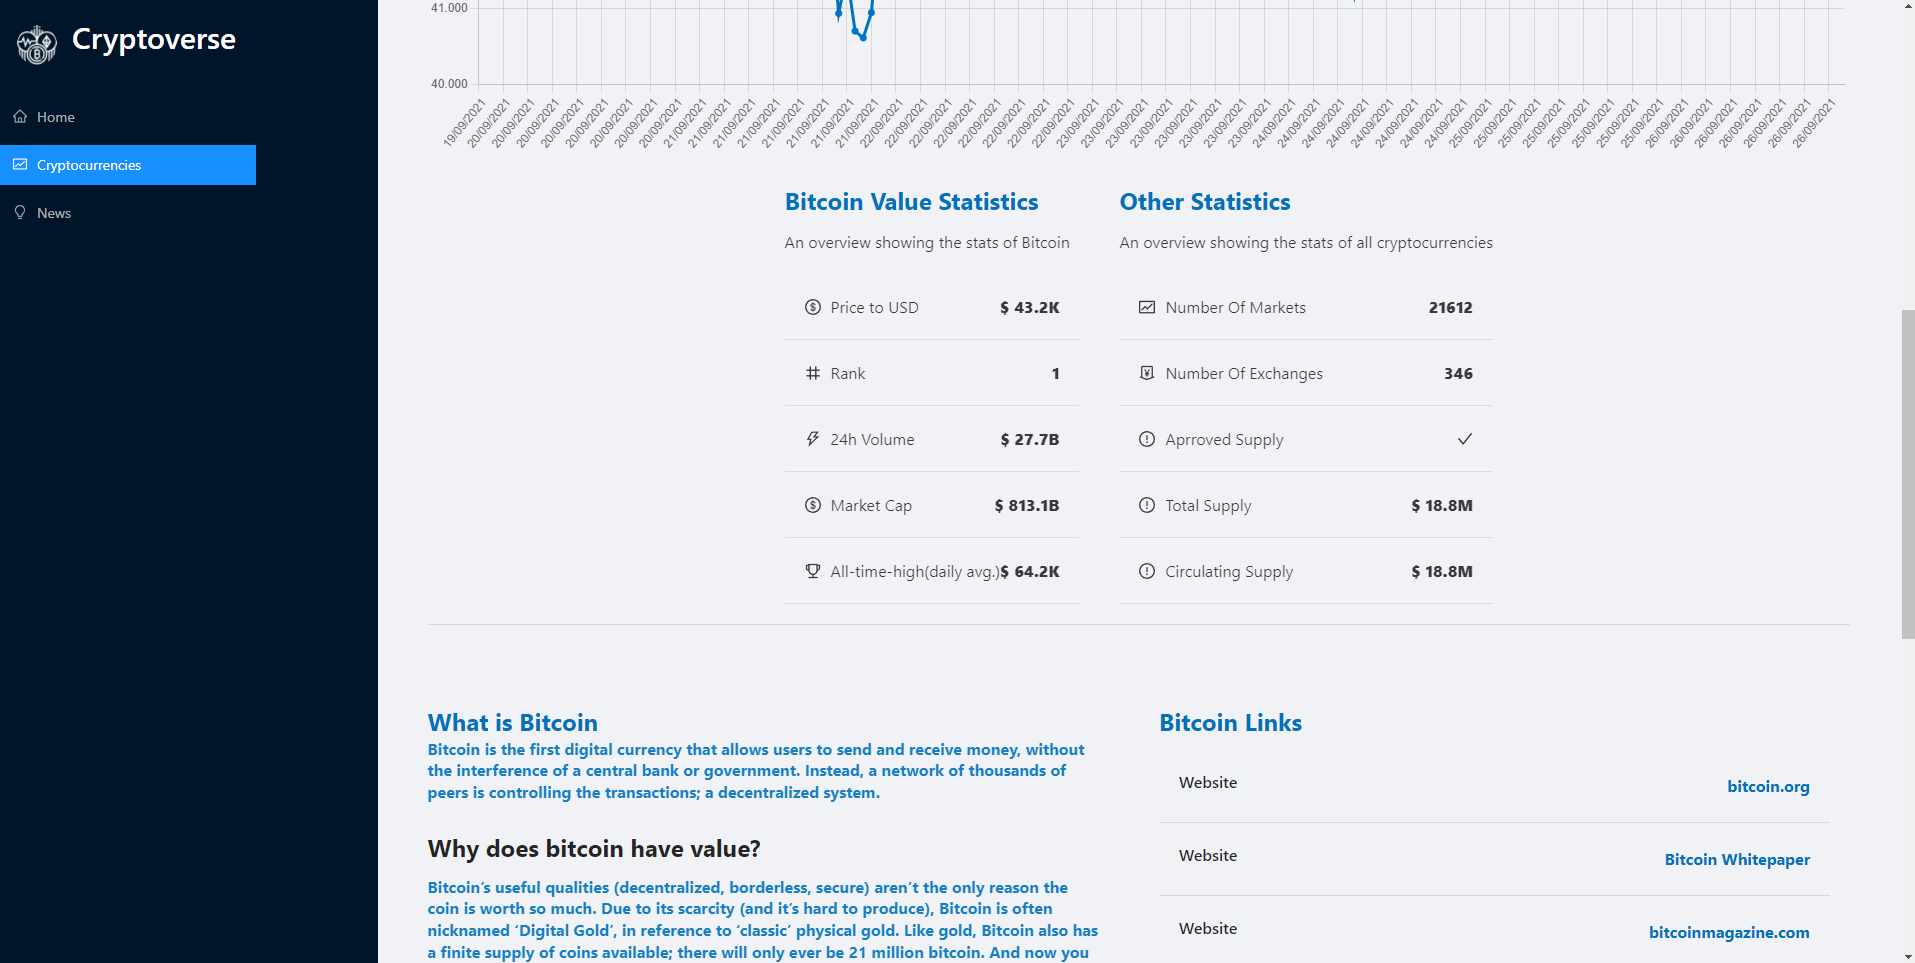 41.000
40.000
19/09/2021
20/09/2021
20/09/2021
20/09/2021
20/09/2021
20/09/2021
20/09/2021
20/09/2021
20/09/2021
21/09/2021
21/09/2021
21/09/2021
21/09/2021
21/09/2021
21/09/2021
21/09/2021
21/09/2021
21/09/2021
22/09/2021
22/09/2021
22/09/2021
22/09/2021
22/09/2021
22/09/2021
22/09/2021
22/09/2021
23/09/2021
23/09/2021
23/09/2021
23/09/2021
23/09/2021
23/09/2021
23/09/2021
24/09/2021
24/09/2021
24/09/2021
24/09/2021
24/09/2021
24/09/2021
24/09/2021
24/09/2021
25/09/2021
25/09/2021
25/09/2021
25/09/2021
25/09/2021
25/09/2021
25/09/2021
25/09/2021
26/09/2021
26/09/2021
26/09/2021
26/09/2021
26/09/2021
26/09/2021
26/09/2021
Cryptoverse
Home
Cryptocurrencies
News
Bitcoin Value Statistics
An overview showing the stats of Bitcoin
Price to USD $ 43.2K
Rank 1
24h Volume $ 27.7B
Market Cap $ 813.1B
All-time-high(daily avg.)$ 64.2K
Other Statistics
An overview showing the stats of all cryptocurrencies
Number Of Markets 21612
Number Of Exchanges 346
Aprroved Supply
Total Supply $ 18.8M
Circulating Supply $ 18.8M
What is Bitcoin
Bitcoin is the first digital currency that allows users to send and receive money, without
the interference of a central bank or government. Instead, a network of thousands of
peers is controlling the transactions; a decentralized system.
Why does bitcoin have value?
Bitcoin’s useful qualities (decentralized, borderless, secure) aren’t the only reason the
coin is worth so much. Due to its scarcity (and it’s hard to produce), Bitcoin is often
nicknamed ‘Digital Gold’, in reference to ‘classic’ physical gold. Like gold, Bitcoin also has
a finite supply of coins available; there will only ever be 21 million bitcoin. And now you
Bitcoin Links
Website bitcoin.org
Website Bitcoin Whitepaper
Website bitcoinmagazine.com